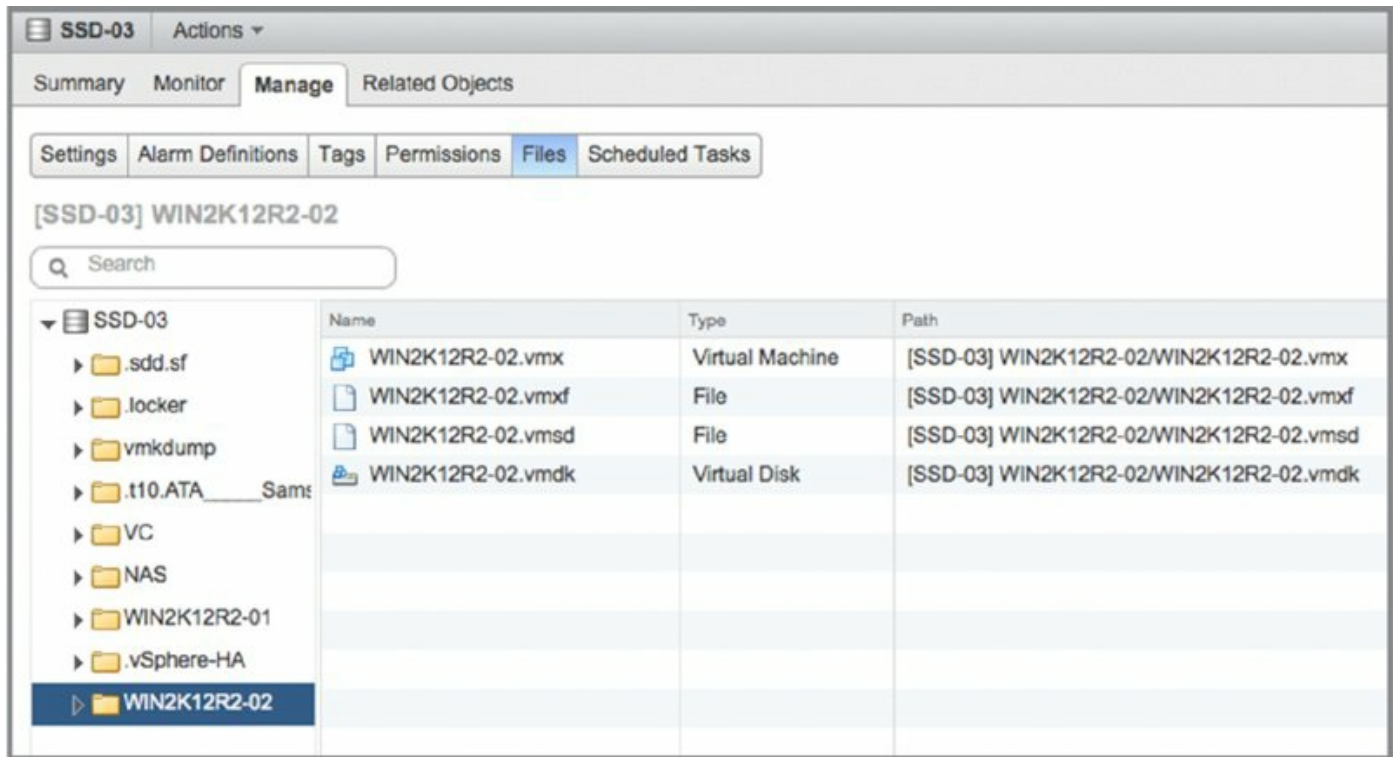 SSD-03 Actions
Summary Monitor Manage Related Objects
Settings Alarm Definitions Tags Permissions Files Scheduled Tasks
[SSD-03] WIN2K12R2-02
Search
SSD-03
.sdd.sf
.locker
vmkdump
.t10.ATA_____Sams
VC
NAS
WIN2K12R2-01
.vSphere-HA
WIN2K12R2-02
Name Type Path
WIN2K12R2-02.vmx Virtual Machine [SSD-03] WIN2K12R2-02/WIN2K12R2-02.vmx
WIN2K12R2-02.vmxf File [SSD-03] WIN2K12R2-02/WIN2K12R2-02.vmxf
WIN2K12R2-02.vmsd File [SSD-03] WIN2K12R2-02/WIN2K12R2-02.vmsd
WIN2K12R2-02.vmdk Virtual Disk [SSD-03] WIN2K12R2-02/WIN2K12R2-02.vmdk